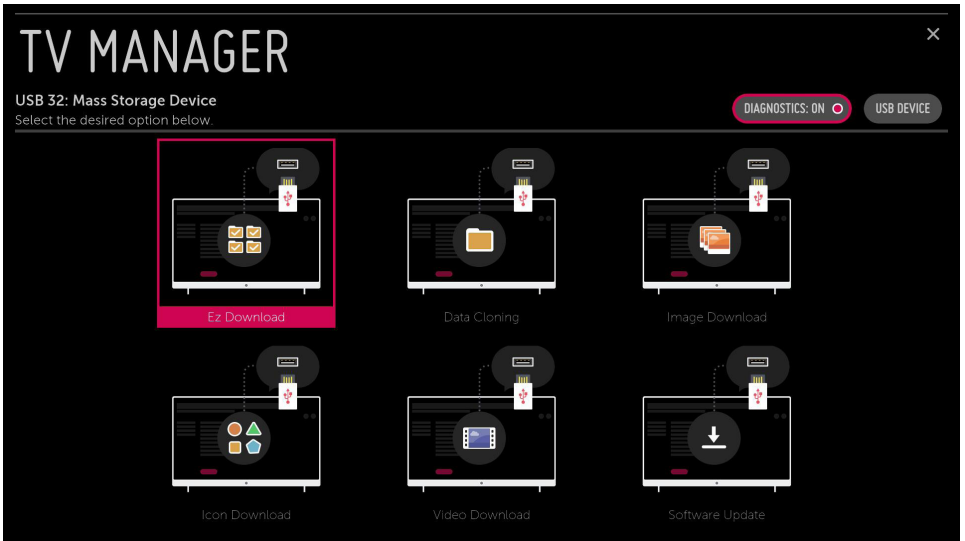 TV MANAGER
USB 32: Mass Storage Device
Select the desired option below.
DIAGNOSTICS: ON
USB DEVICE
Ez Download
Data Cloning
Image Download
Icon Download
Video Download
Software Update